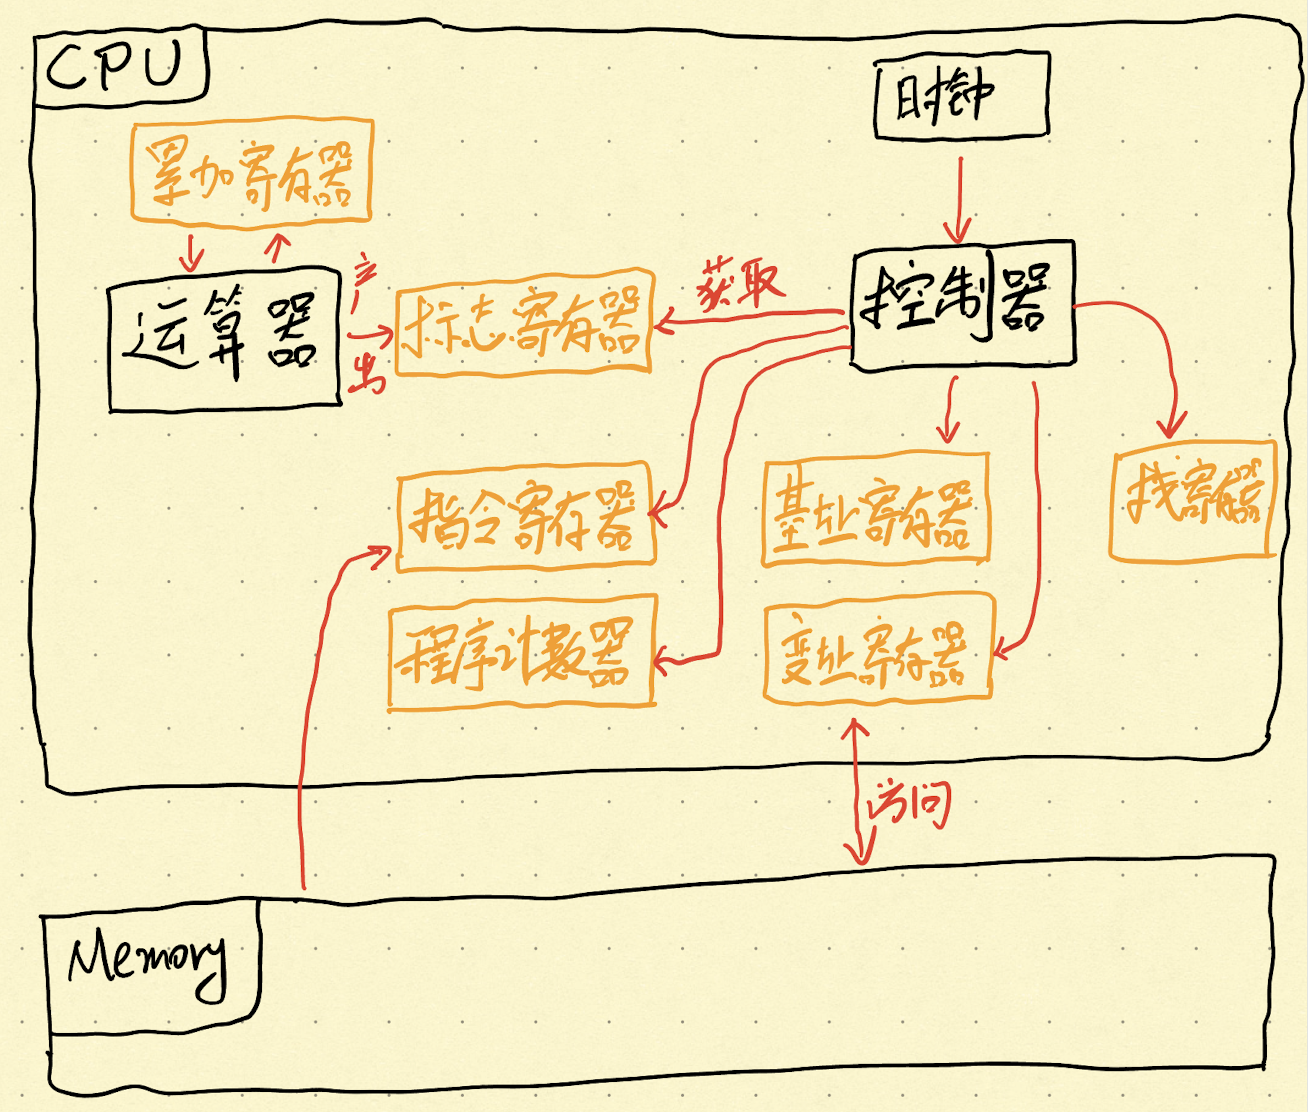 CPU
时钟
累加寄存器
运算器
产出
标志寄存器
获取
控制器
指令寄存器
基址寄存器
栈寄存器
程序计数器
变址寄存器
访问
Memory